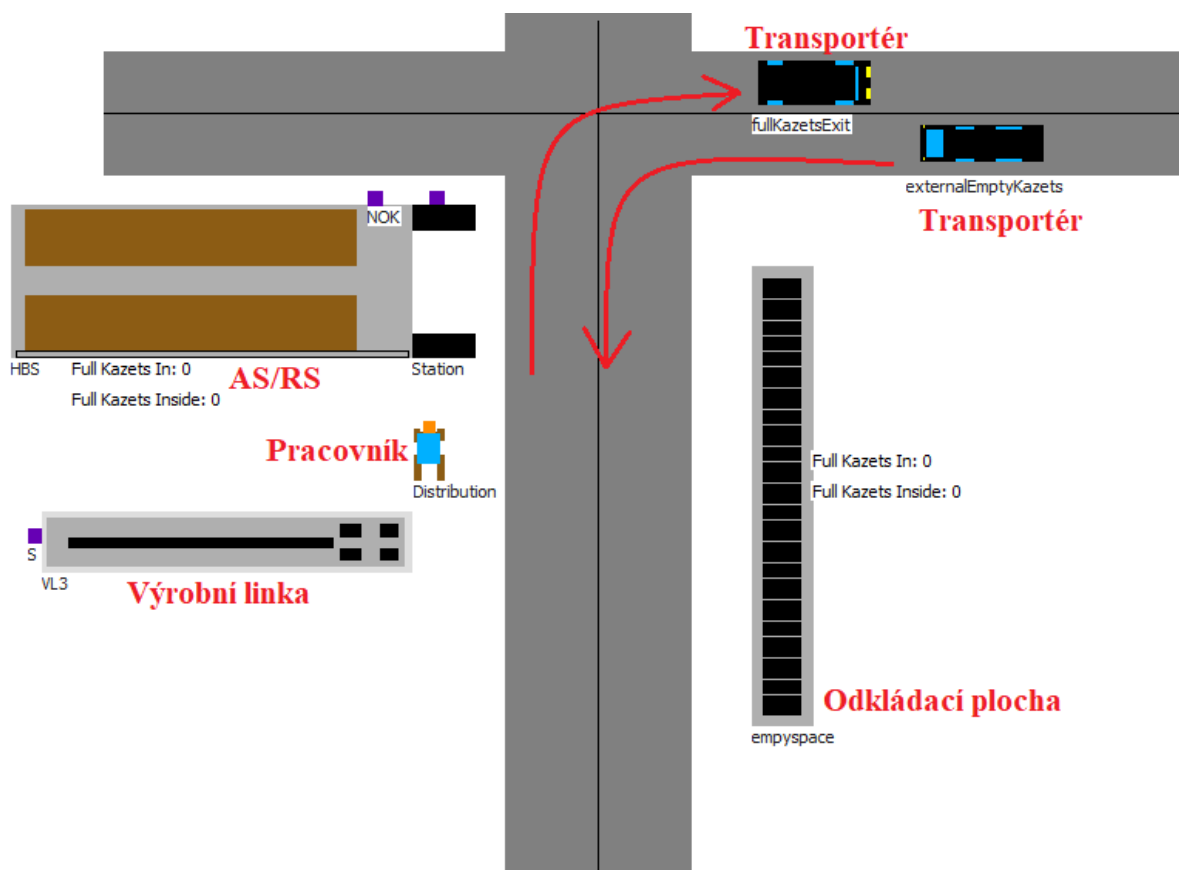 Transportér
fullKazetsExit
externalEmptyKazets
Transportér
NOK
HBS
Full Kazets In: 0
AS/RS
Station
Full Kazets Inside: 0
Pracovník
Distribution
Full Kazets In: 0
Full Kazets Inside: 0
S
VL3
Výrobní linka
Odkládací plocha
empyspace